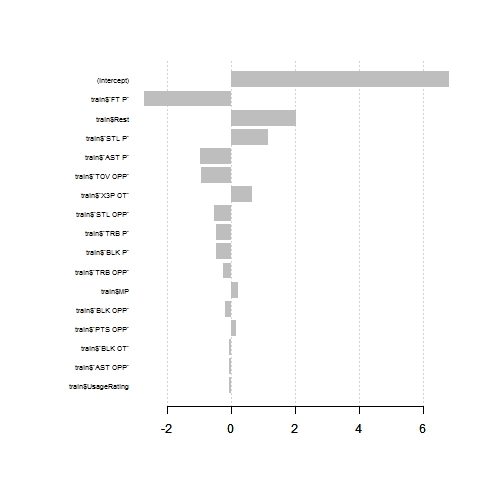 (Intercept)
train$`FT P`
train$Rest
train$`STL P`
train$`AST P`
train$`TOV OPP`
train$`X3P OT`
train$`STL OPP`
train$`TRB P`
train$`BLK P`
train$`TRB OPP`
train$MP
train$`BLK OPP`
train$`PTS OPP`
train$`BLK OT`
train$`AST OPP`
train$UsageRating
-2 0 2 4 6